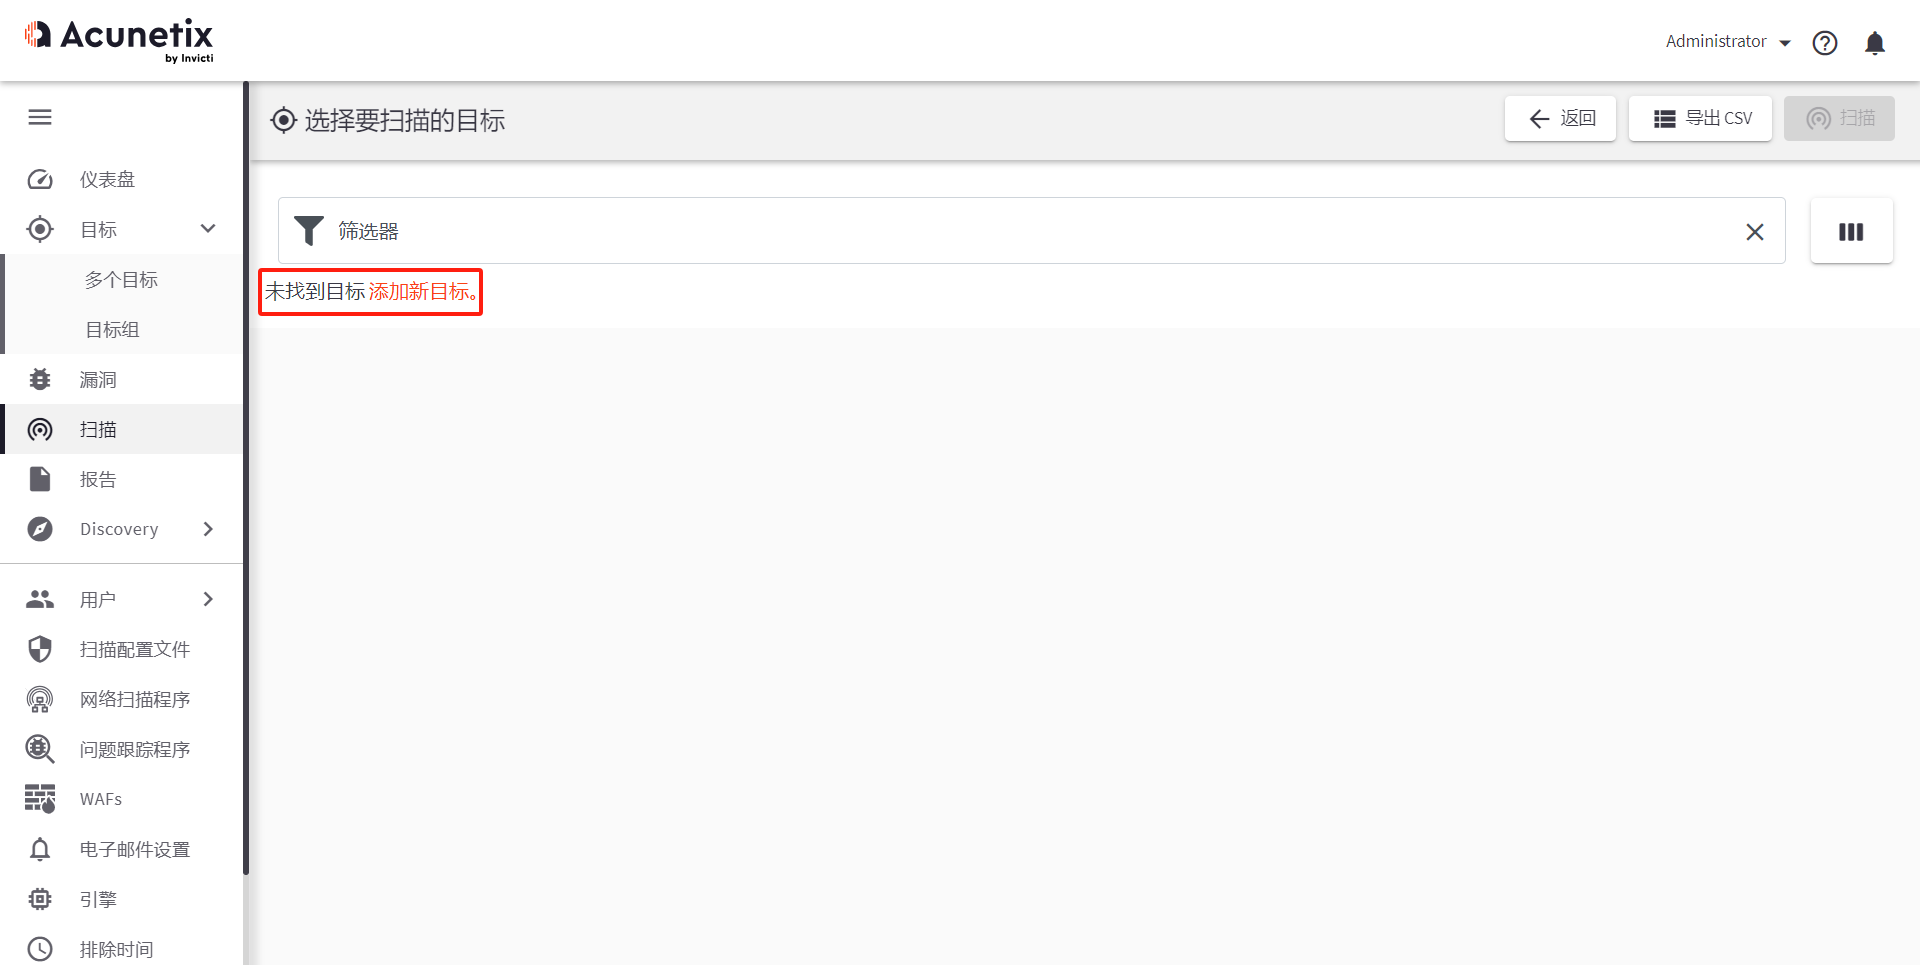 Acunetix
by Invicti
Administrator
选择要扫描的目标
返回
导出 CSV
扫描
仪表盘
目标
多个目标
目标组
漏洞
扫描
报告
Discovery
用户
扫描配置文件
网络扫描程序
问题跟踪程序
WAFs
电子邮件设置
引擎
排除时间
筛选器
未找到目标 添加新目标。